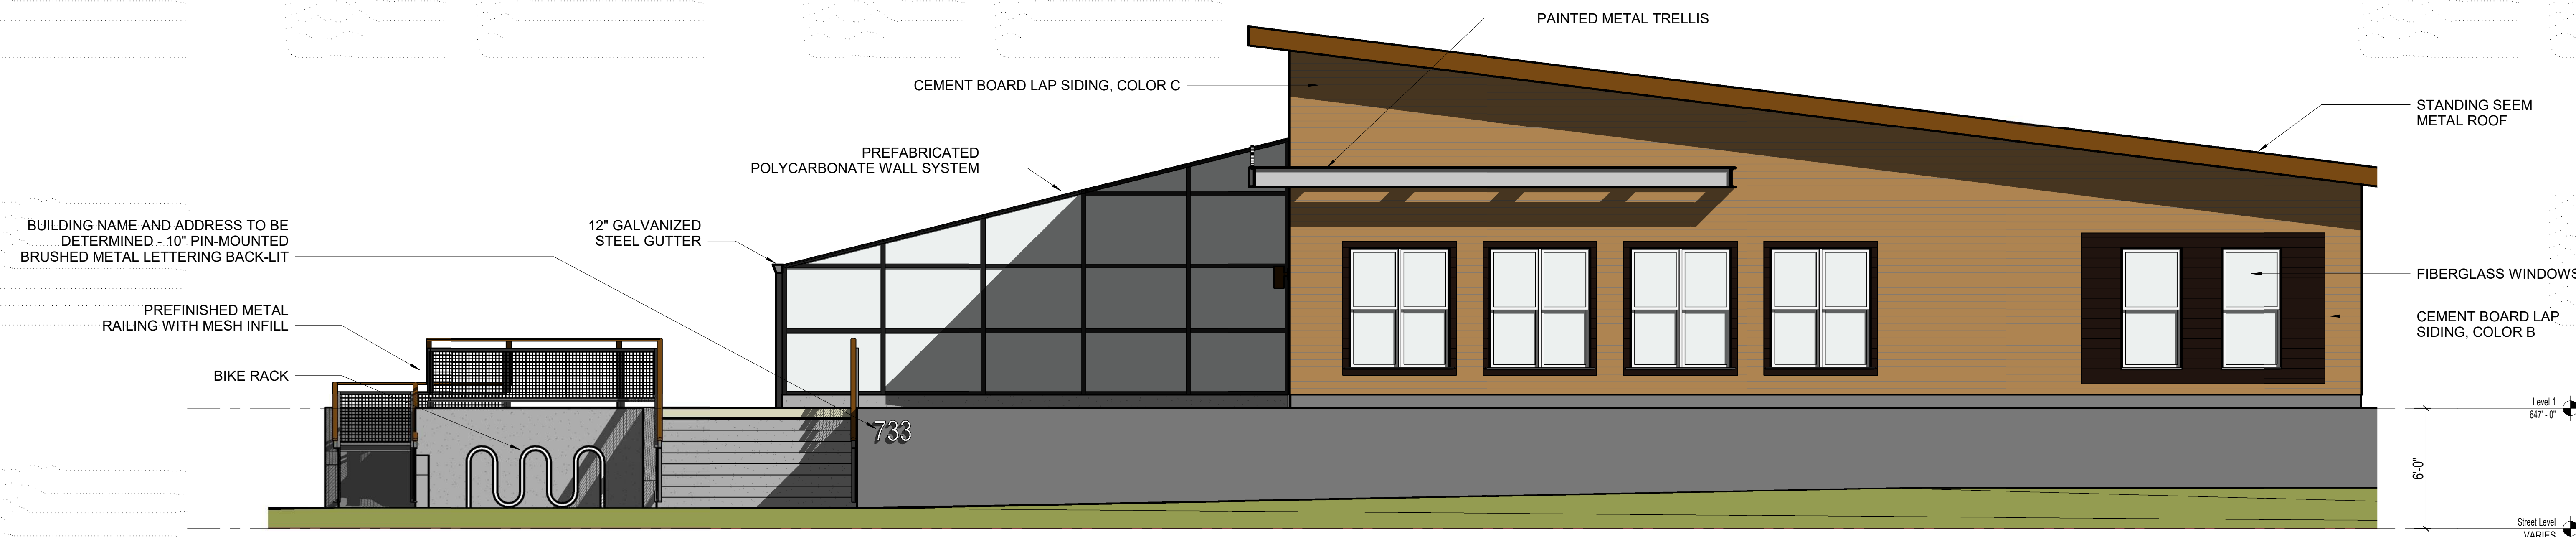 PAINTED METAL TRELLIS
CEMENT BOARD LAP SIDING, COLOR C
STANDING SEEM
METAL ROOF
PREFABRICATED
POLYCARBONATE WALL SYSTEM
BUILDING NAME AND ADDRESS TO BE
DETERMINED - 10" PIN-MOUNTED
BRUSHED METAL LETTERING BACK-LIT
12" GALVANIZED
STEEL GUTTER
FIBERGLASS WINDOWS
PREFINISHED METAL
RAILING WITH MESH INFILL
CEMENT BOARD LAP
SIDING, COLOR B
BIKE RACK
Level 1
647' - 0"
733
6'-0"
Street Level
VARIES